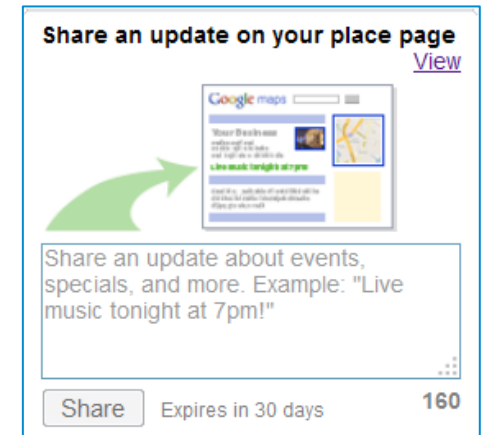 Share an update on your place page
View
Google maps
Your Business
Live music tonight at 7pm
Share an update about events,
specials, and more. Example: "Live
music tonight at 7pm!"
Share Expires in 30 days 160